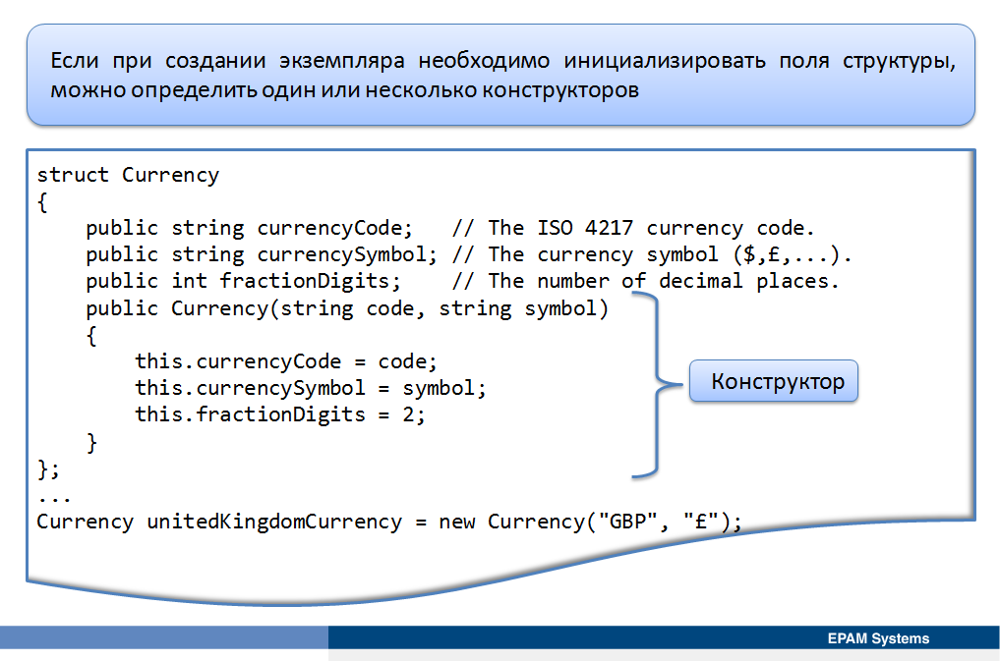 Если при создании экземпляра необходимо инициализировать поля структуры,
можно определить один или несколько конструкторов
struct Currency
{
    public string currencyCode;   // The ISO 4217 currency code.
    public string currencySymbol; // The currency symbol ($,£,...).
    public int fractionDigits;    // The number of decimal places.
    public Currency(string code, string symbol)
    {
        this.currencyCode = code;
        this.currencySymbol = symbol;
        this.fractionDigits = 2;
    }
};
...
Currency unitedKingdomCurrency = new Currency("GBP", "£");
Конструктор
EPAM Systems